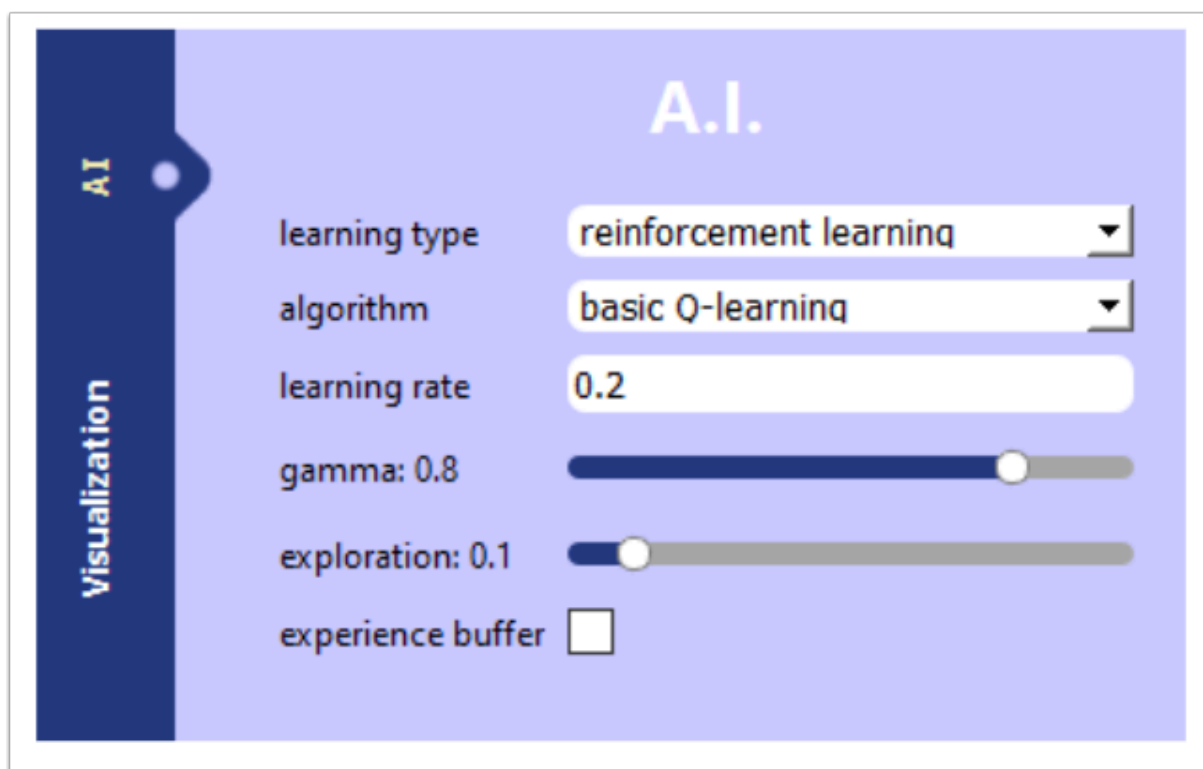 AI
Visualization
A.I.
learning type reinforcement learning
algorithm basic Q-learning
learning rate 0.2
gamma: 0.8
exploration: 0.1
experience buffer